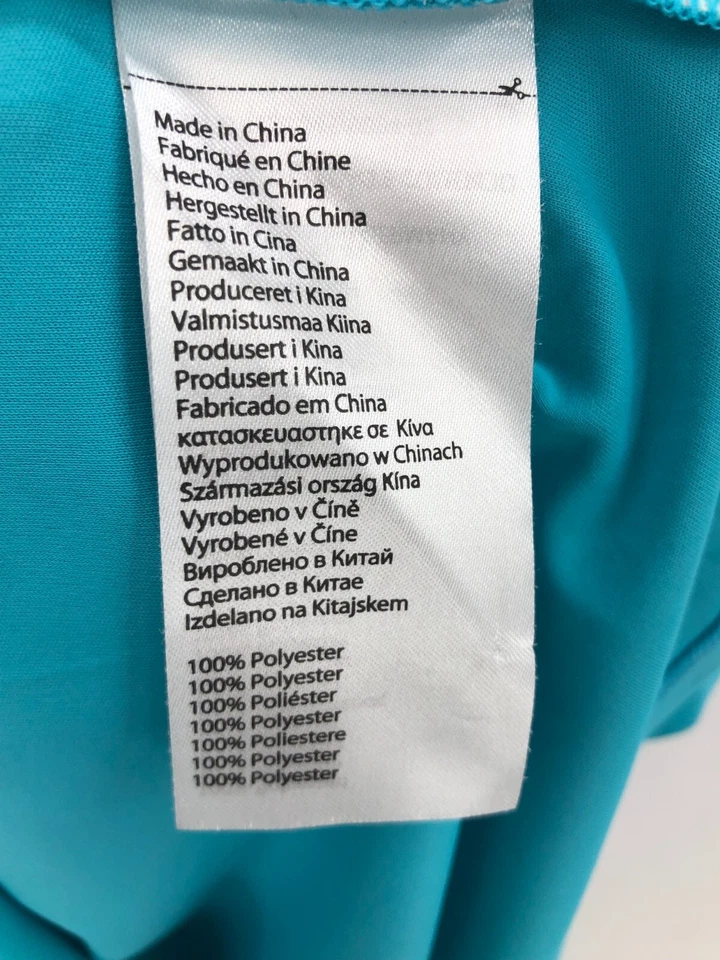 Made in China
Fabriqué en Chine
Hecho en China
Hergestellt in China
Fatto in Cina
Gemaakt in China
Produceret i Kina
Valmistusmaa Kiina
Produsert i Kina
Produsert i Kina
Fabricado em China
κατασκευαστηκε σε Κίνα
Wyprodukowano w Chinach
Származási ország Kína
Vyrobeno v Číně
Vyrobené v Číne
Вироблено в Китай
Сделано в Китае
Izdelano na Kitajskem
100% Polyester
100% Polyester
100% Poliéster
100% Polyester
100% Poliestere
100% Polyester
100% Polyester